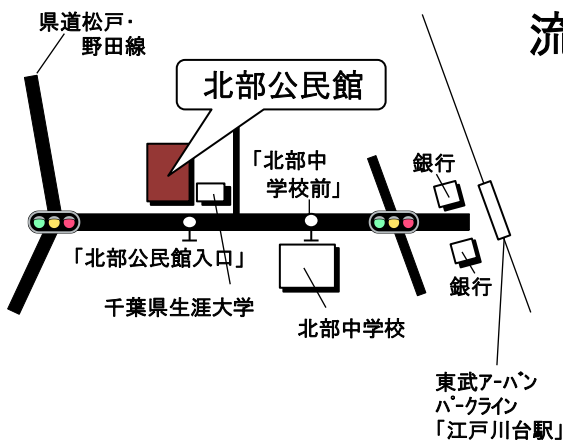 県道松戸・
野田線
流
北部公民館
「北部中
学校前」
銀行
「北部公民館入口」
千葉県生涯大学
銀行
北部中学校
東武アーバン
パークライン
「江戸川台駅」